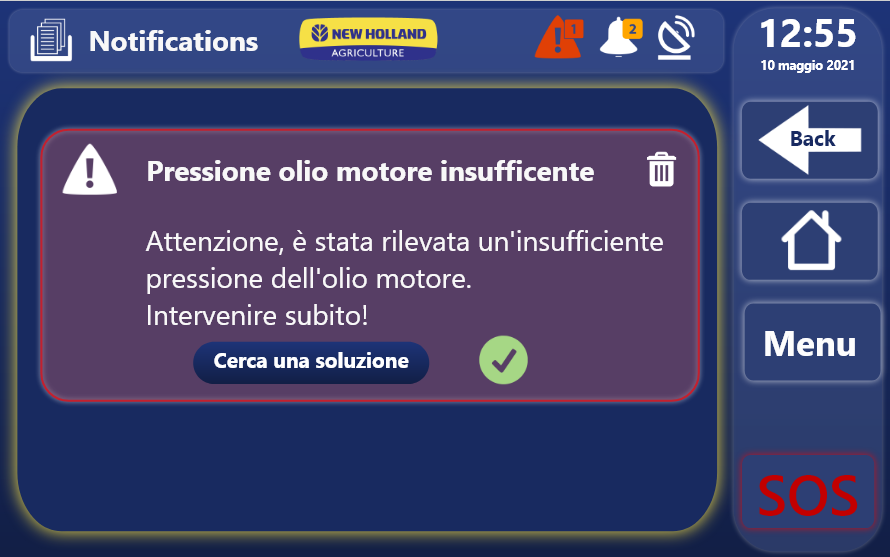 Notifications
NEW HOLLAND
AGRICULTURE
1
2
12:55
10 maggio 2021
Back
Pressione olio motore insufficente
Attenzione, è stata rilevata un'insufficiente
pressione dell'olio motore.
Intervenire subito!
Cerca una soluzione
Menu
SOS